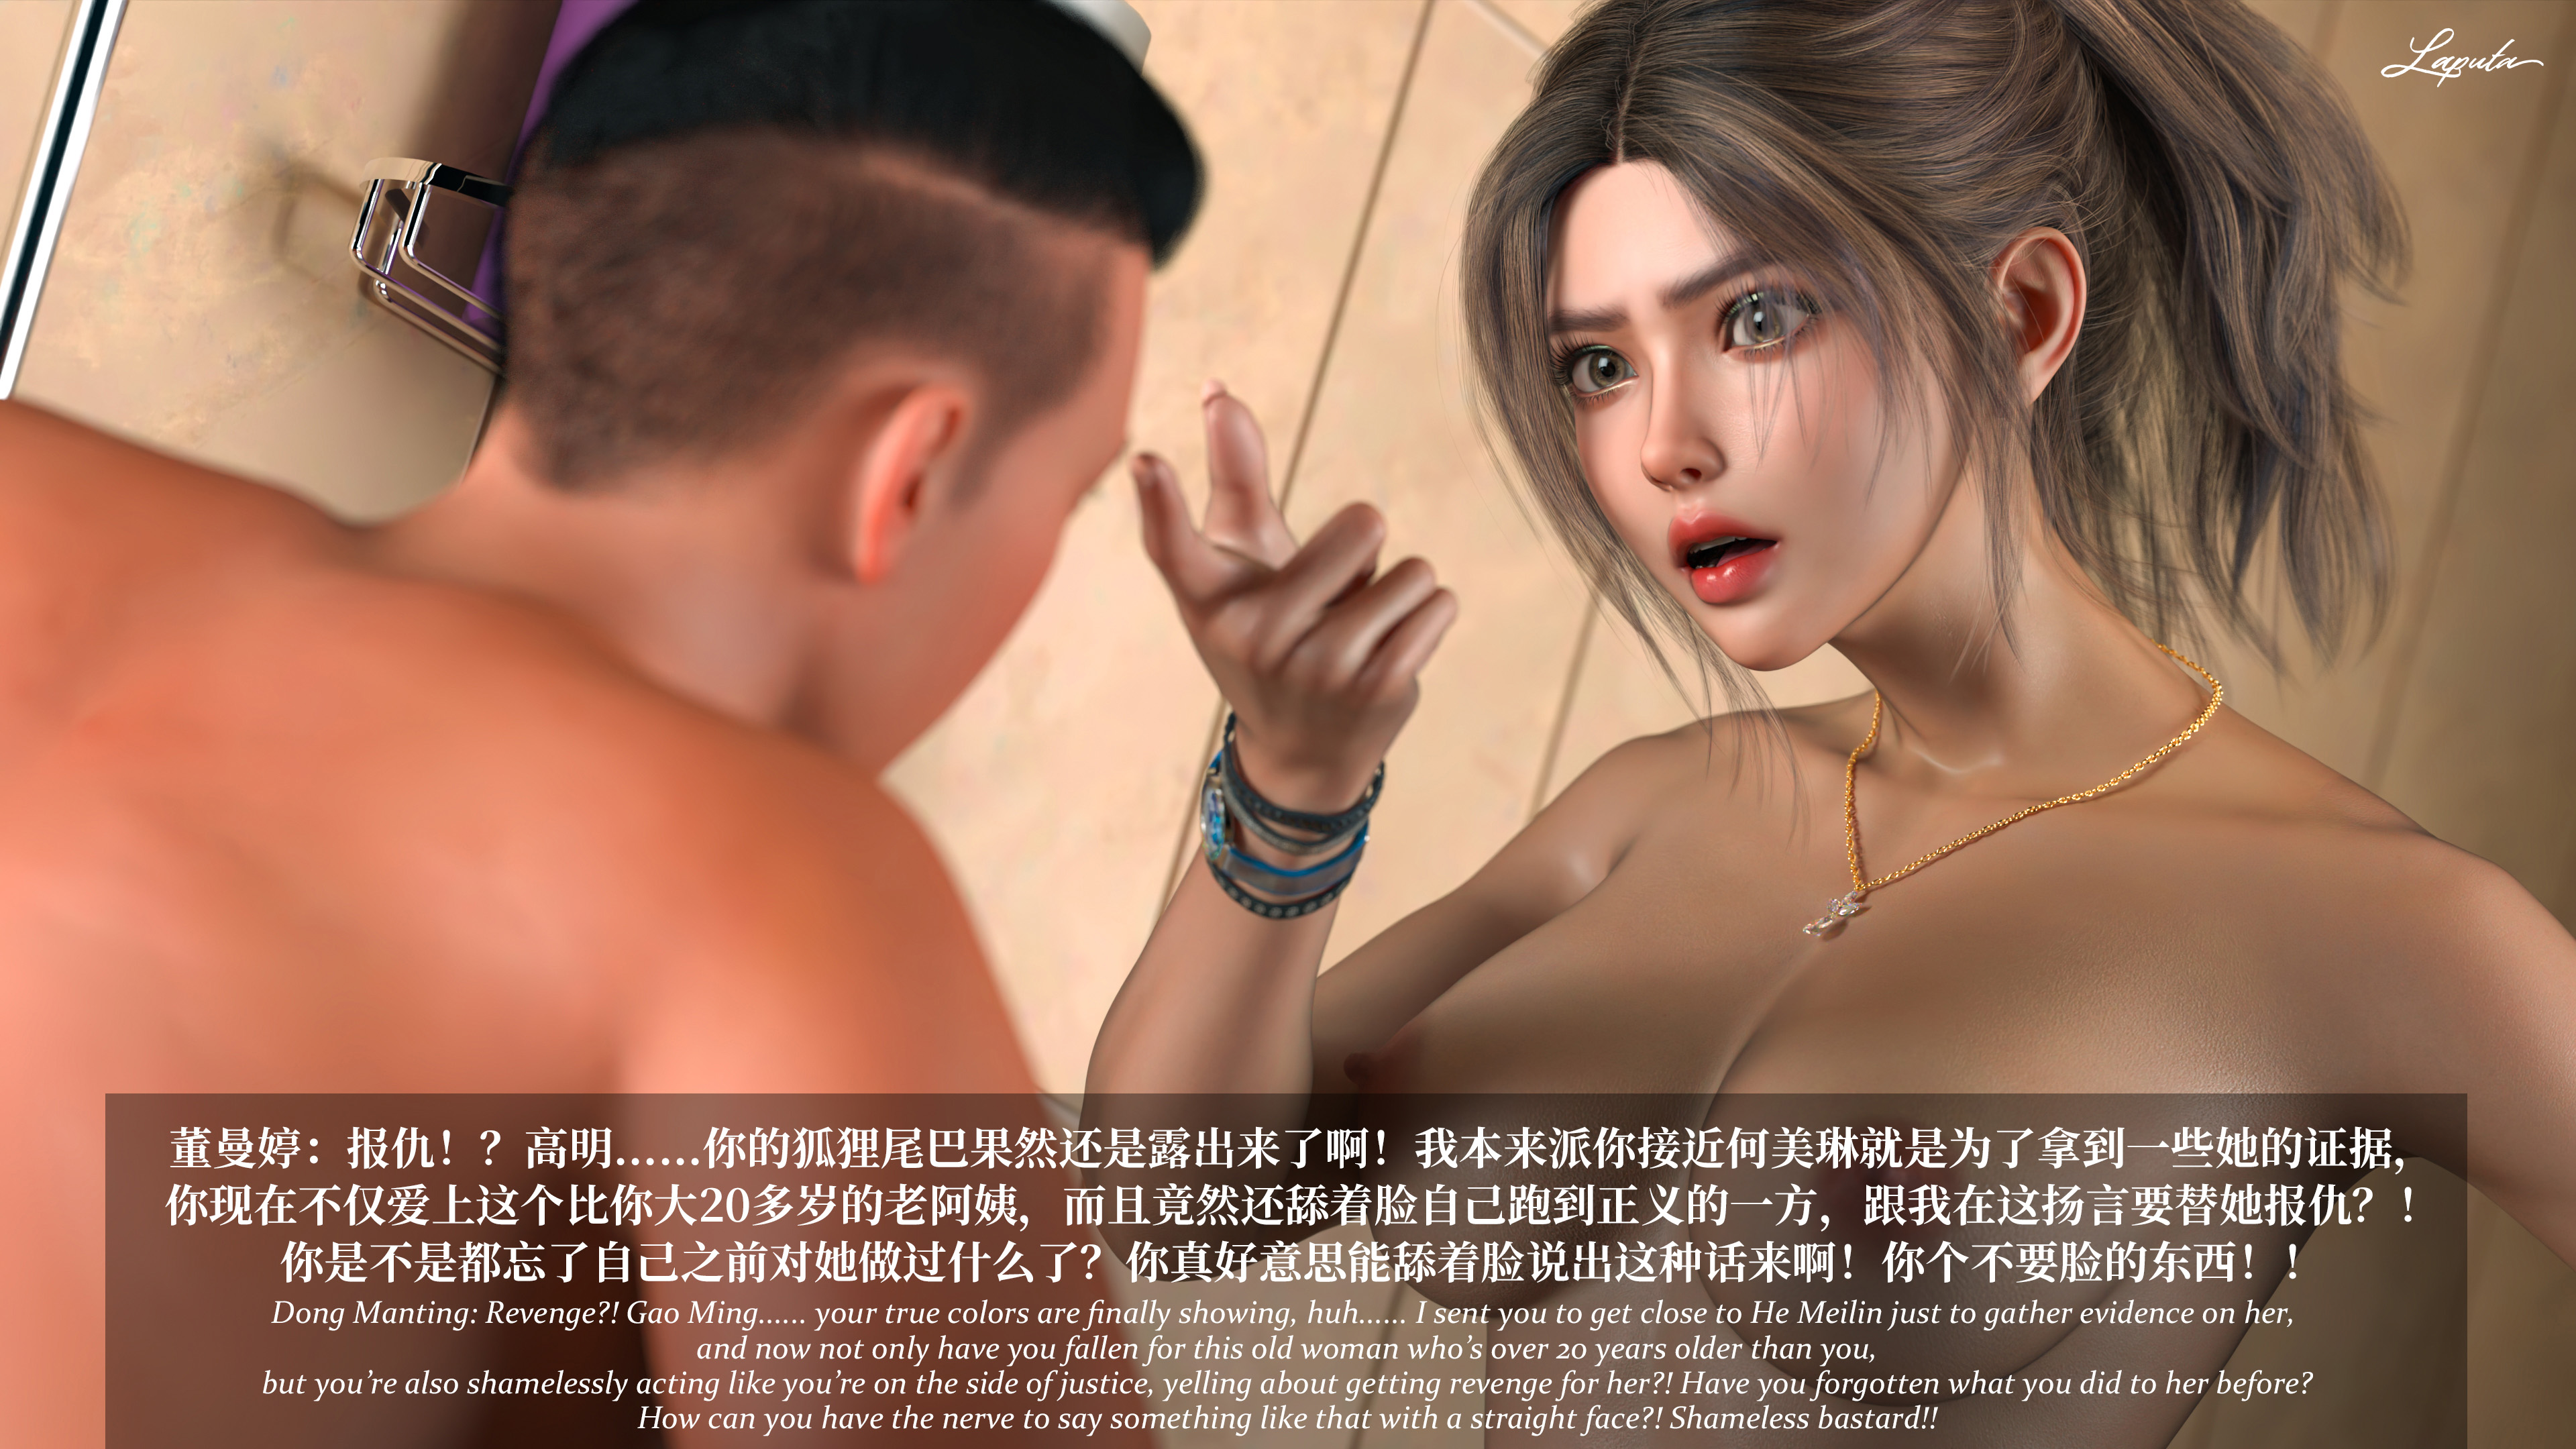 Laputa
董曼婷：报仇！？高明……你的狐狸尾巴果然还是露出来了啊！我本来派你接近何美琳就是为了拿到一些她的证据，
你现在不仅爱上这个比你大20多岁的老阿姨，而且竟然还舔着脸自己跑到正义的一方，跟我在这扬言要替她报仇？！
你是不是都忘了自己之前对她做过什么了？你真好意思能舔着脸说出这种话来啊！你个不要脸的东西！！
Dong Manting: Revenge?! Gao Ming...... your true colors are finally showing, huh...... I sent you to get close to He Meilin just to gather evidence on her,
and now not only have you fallen for this old woman who's over 20 years older than you,
but you're also shamelessly acting like you're on the side of justice, yelling about getting revenge for her?! Have you forgotten what you did to her before?
How can you have the nerve to say something like that with a straight face?! Shameless bastard!!